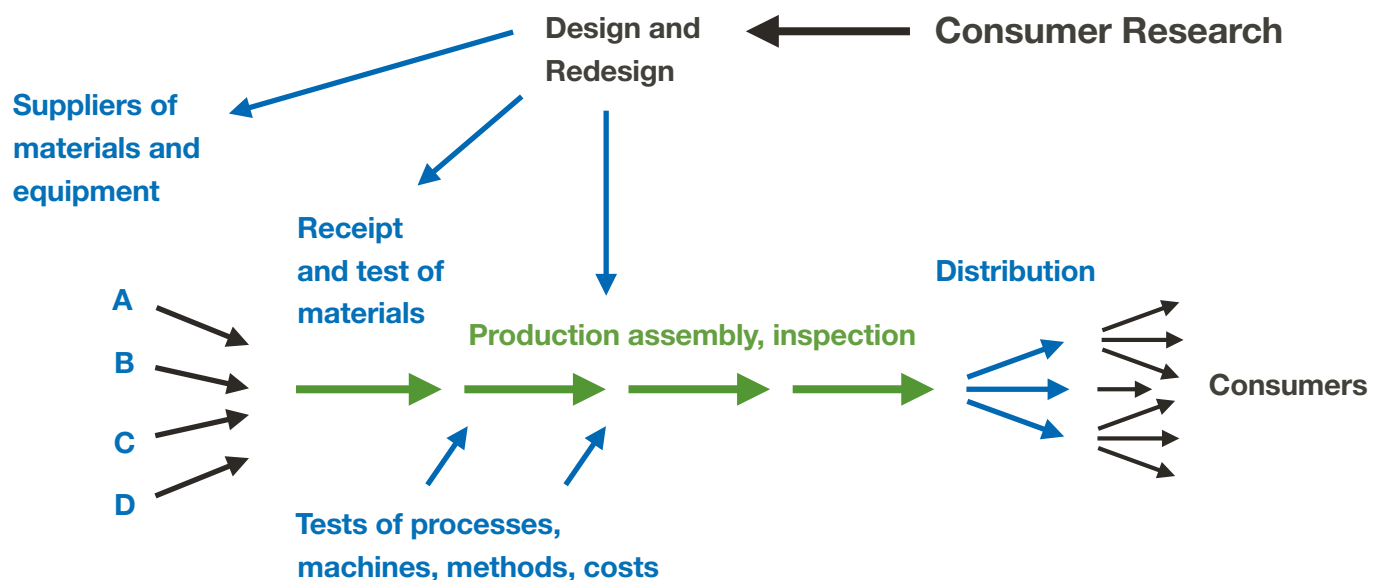 Design and
Redesign
Consumer Research
Suppliers of
materials and
equipment
Receipt
and test of
materials
Distribution
A
B
C
D
Production assembly, inspection
Consumers
Tests of processes,
machines, methods, costs